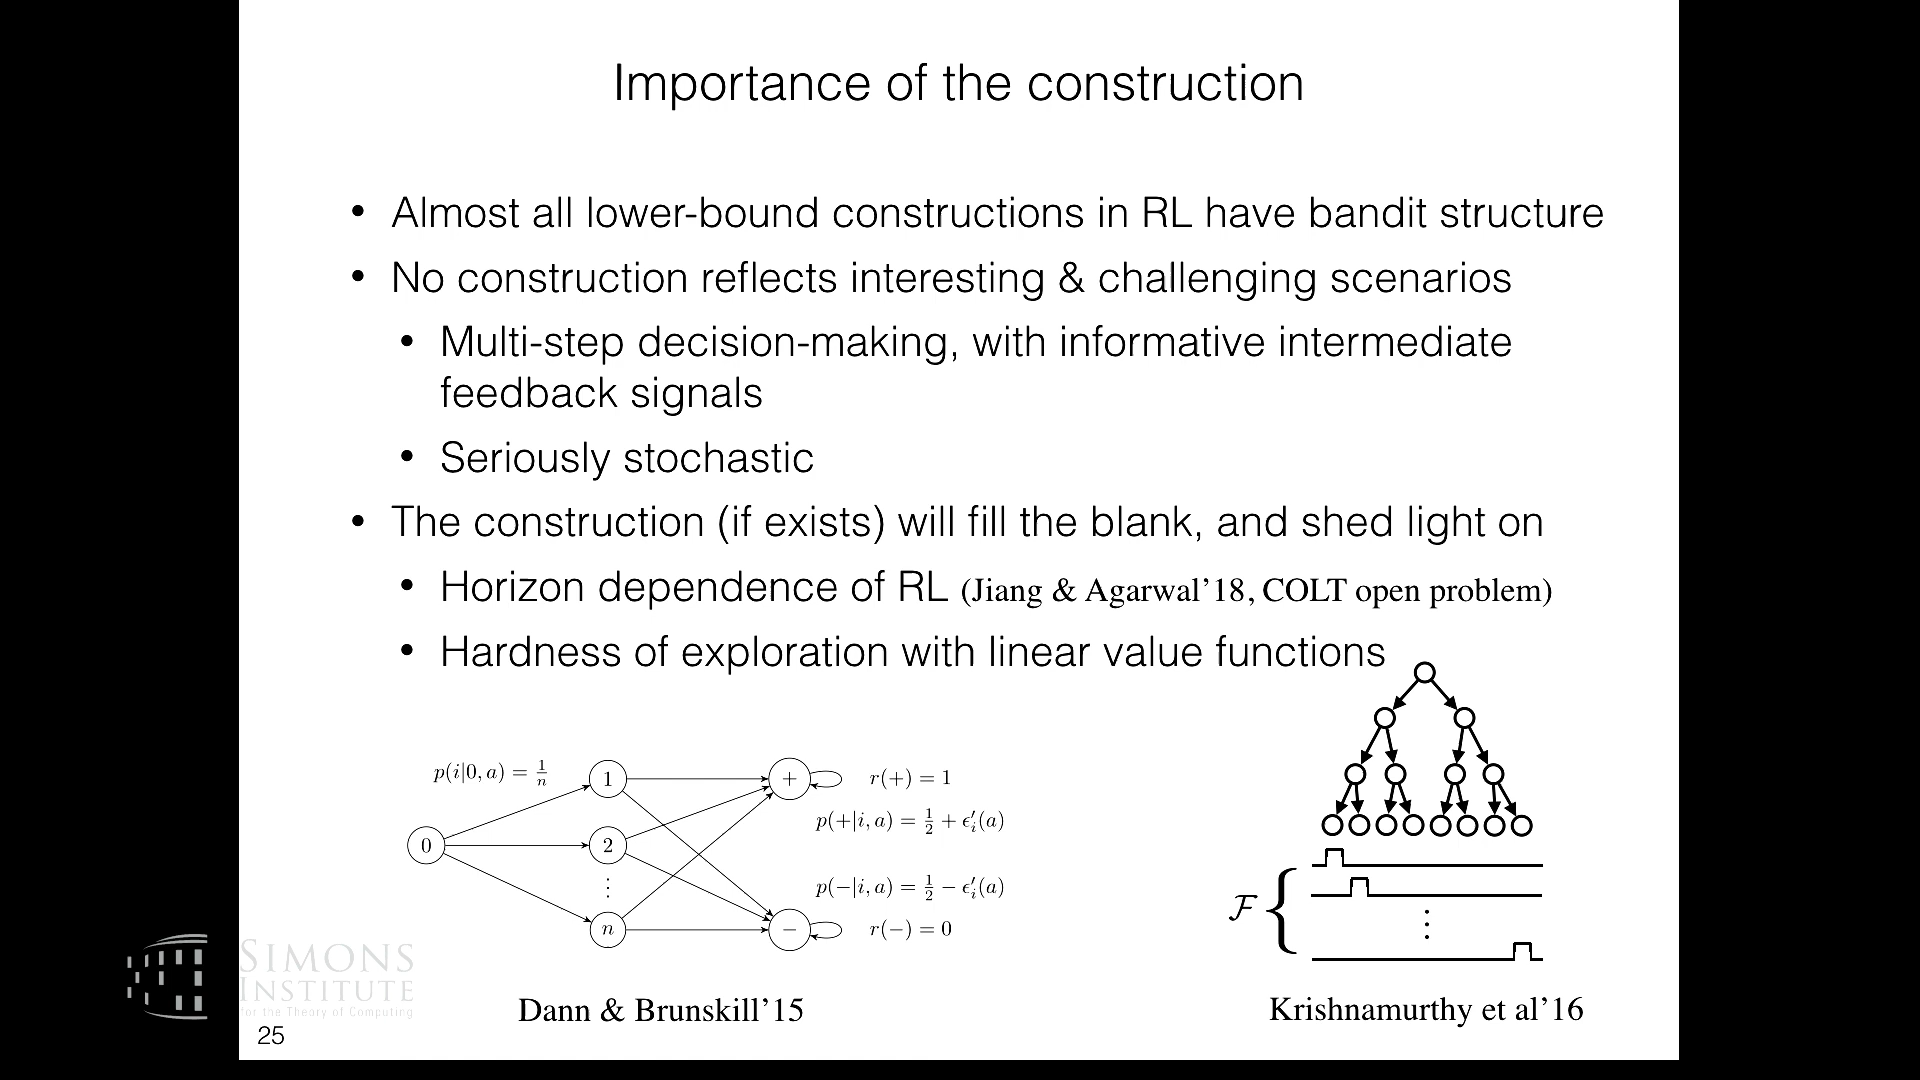 Importance of the construction
• Almost all lower-bound constructions in RL have bandit structure
• No construction reflects interesting & challenging scenarios
• Multi-step decision-making, with informative intermediate
feedback signals
• Seriously stochastic
• The construction (if exists) will fill the blank, and shed light on
• Horizon dependence of RL (Jiang & Agarwal’18, COLT open problem)
• Hardness of exploration with linear value functions
p(i|0, a) = 1/n
0
1
2
⋮
n
+
−
r(+) = 1
p(+|i, a) = 1/2 + ϵ′ᵢ(a)
p(−|i, a) = 1/2 − ϵ′ᵢ(a)
r(−) = 0
Dann & Brunskill’15
ℱ {
⋮
Krishnamurthy et al’16
SIMONS
INSTITUTE
for the Theory of Computing
25